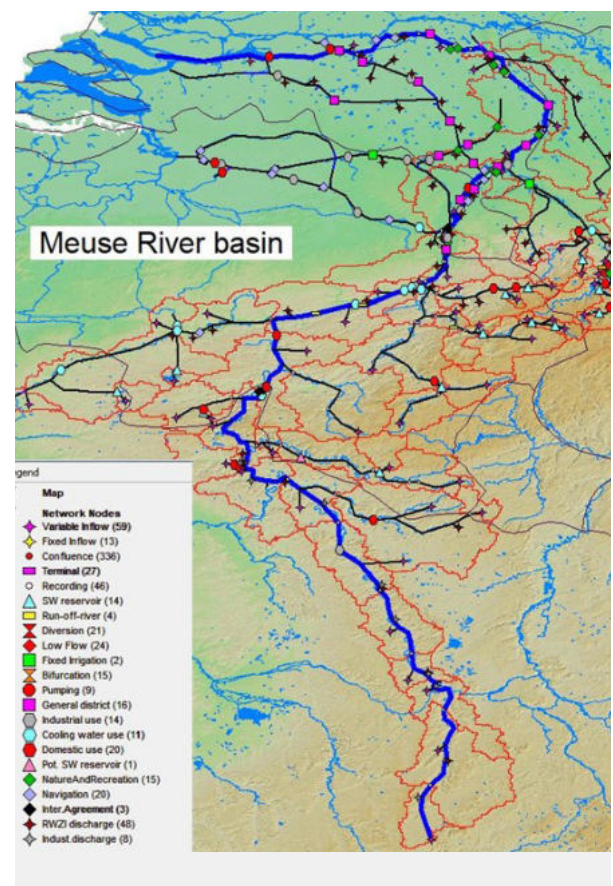 Meuse River basin
egend
Map
Network Nodes
Variable Inflow (59)
Fixed Inflow (13)
Confluence (336)
Terminal (27)
Recording (46)
SW reservoir (14)
Run-off-river (4)
Diversion (21)
Low Flow (24)
Fixed Irrigation (2)
Bifurcation (15)
Pumping (9)
General district (16)
Industrial use (14)
Cooling water use (11)
Domestic use (20)
Pot. SW reservoir (1)
NatureAndRecreation (15)
Navigation (20)
Inter.Agreement (3)
RWZI discharge (48)
Indust.discharge (8)